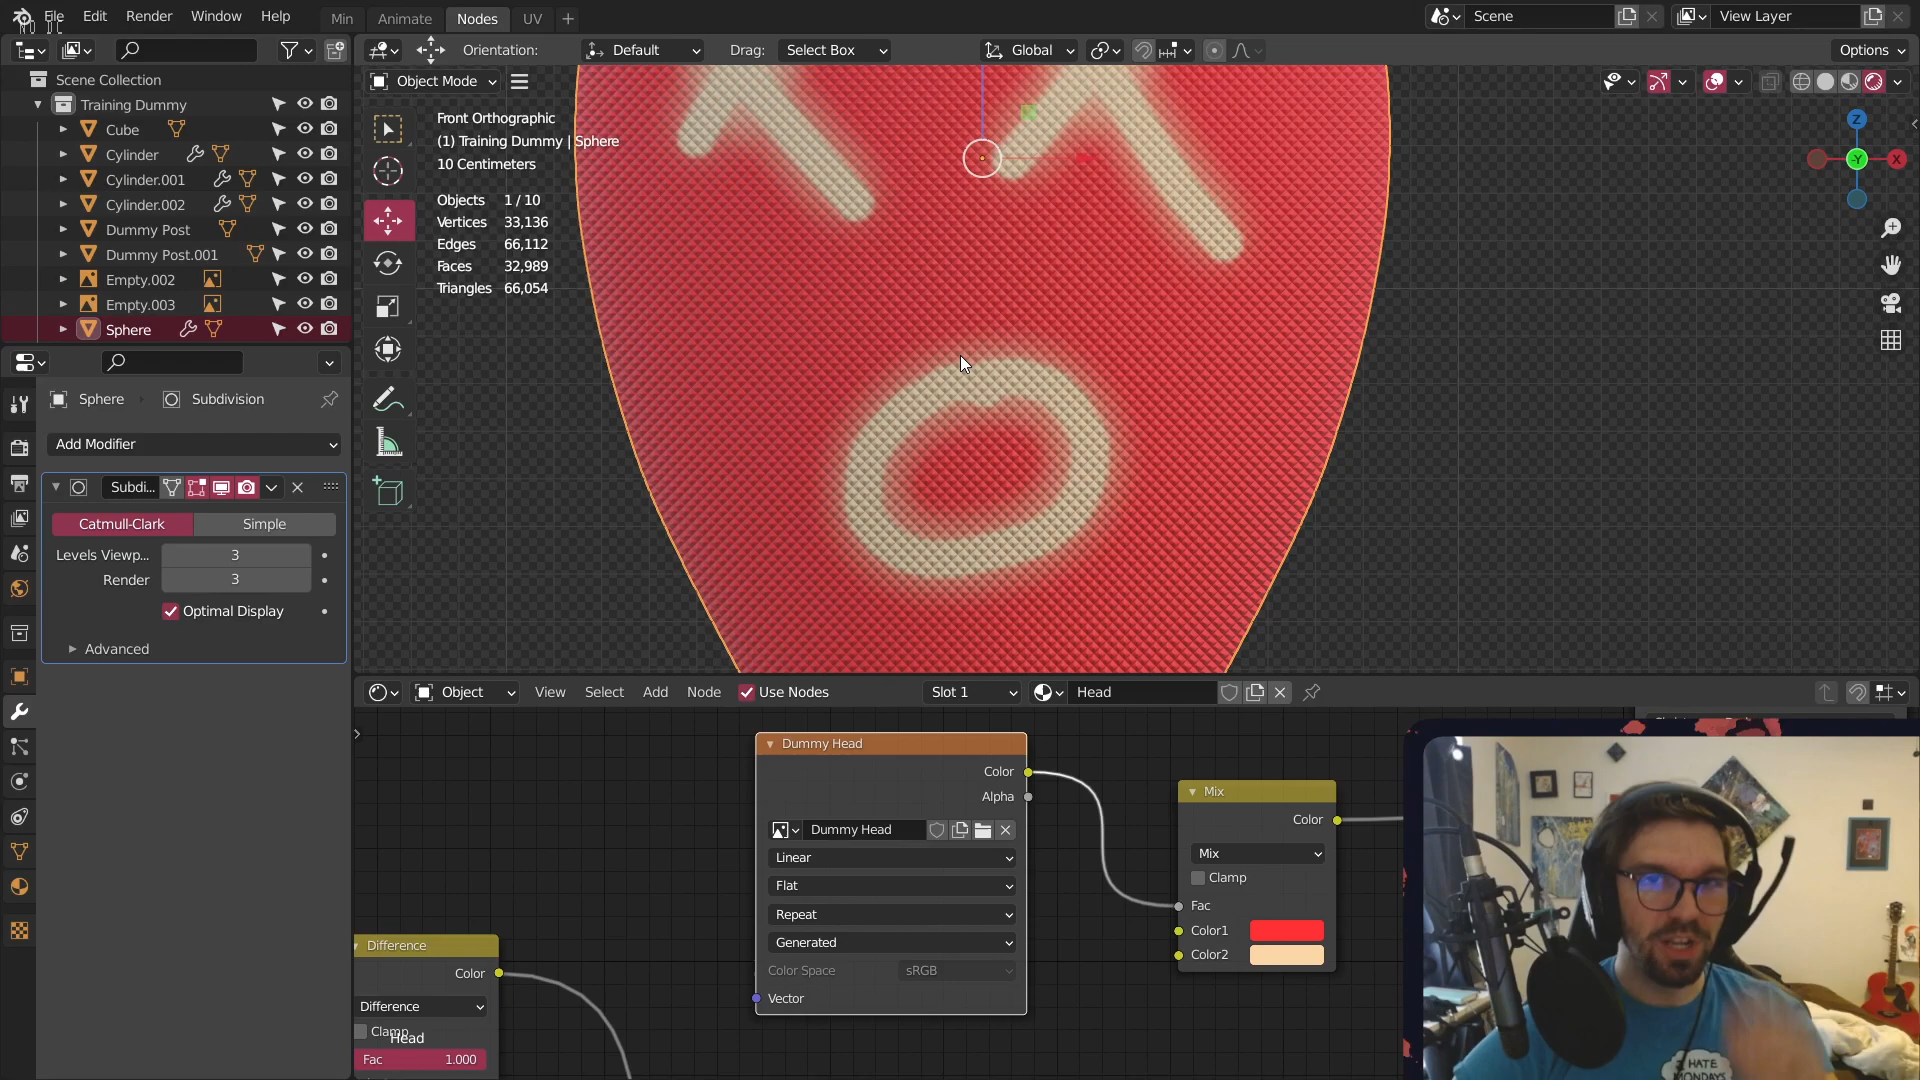 File Edit Render Window Help Min Animate Nodes UV + Scene View Layer
Orientation: Default Drag: Select Box Global Options
Scene Collection
Training Dummy
Cube
Cylinder
Cylinder.001
Cylinder.002
Dummy Post
Dummy Post.001
Empty.002
Empty.003
Sphere
Sphere Subdivision
Add Modifier
Subdi...
Catmull-Clark Simple
Levels Viewp... 3
Render 3
Optimal Display
Advanced
Object Mode
Front Orthographic
(1) Training Dummy | Sphere
10 Centimeters
Objects 1 / 10
Vertices 33,136
Edges 66,112
Faces 32,989
Triangles 66,054
Z
-Y X
Object View Select Add Node Use Nodes Slot 1 Head
Dummy Head
Color
Alpha
Dummy Head
Linear
Flat
Repeat
Generated
Color Space sRGB
Vector
Mix
Color
Mix
Clamp
Fac
Color1
Color2
Difference
Color
Difference
Clamp
Head
Fac 1.000
I HATE
MONDAYS